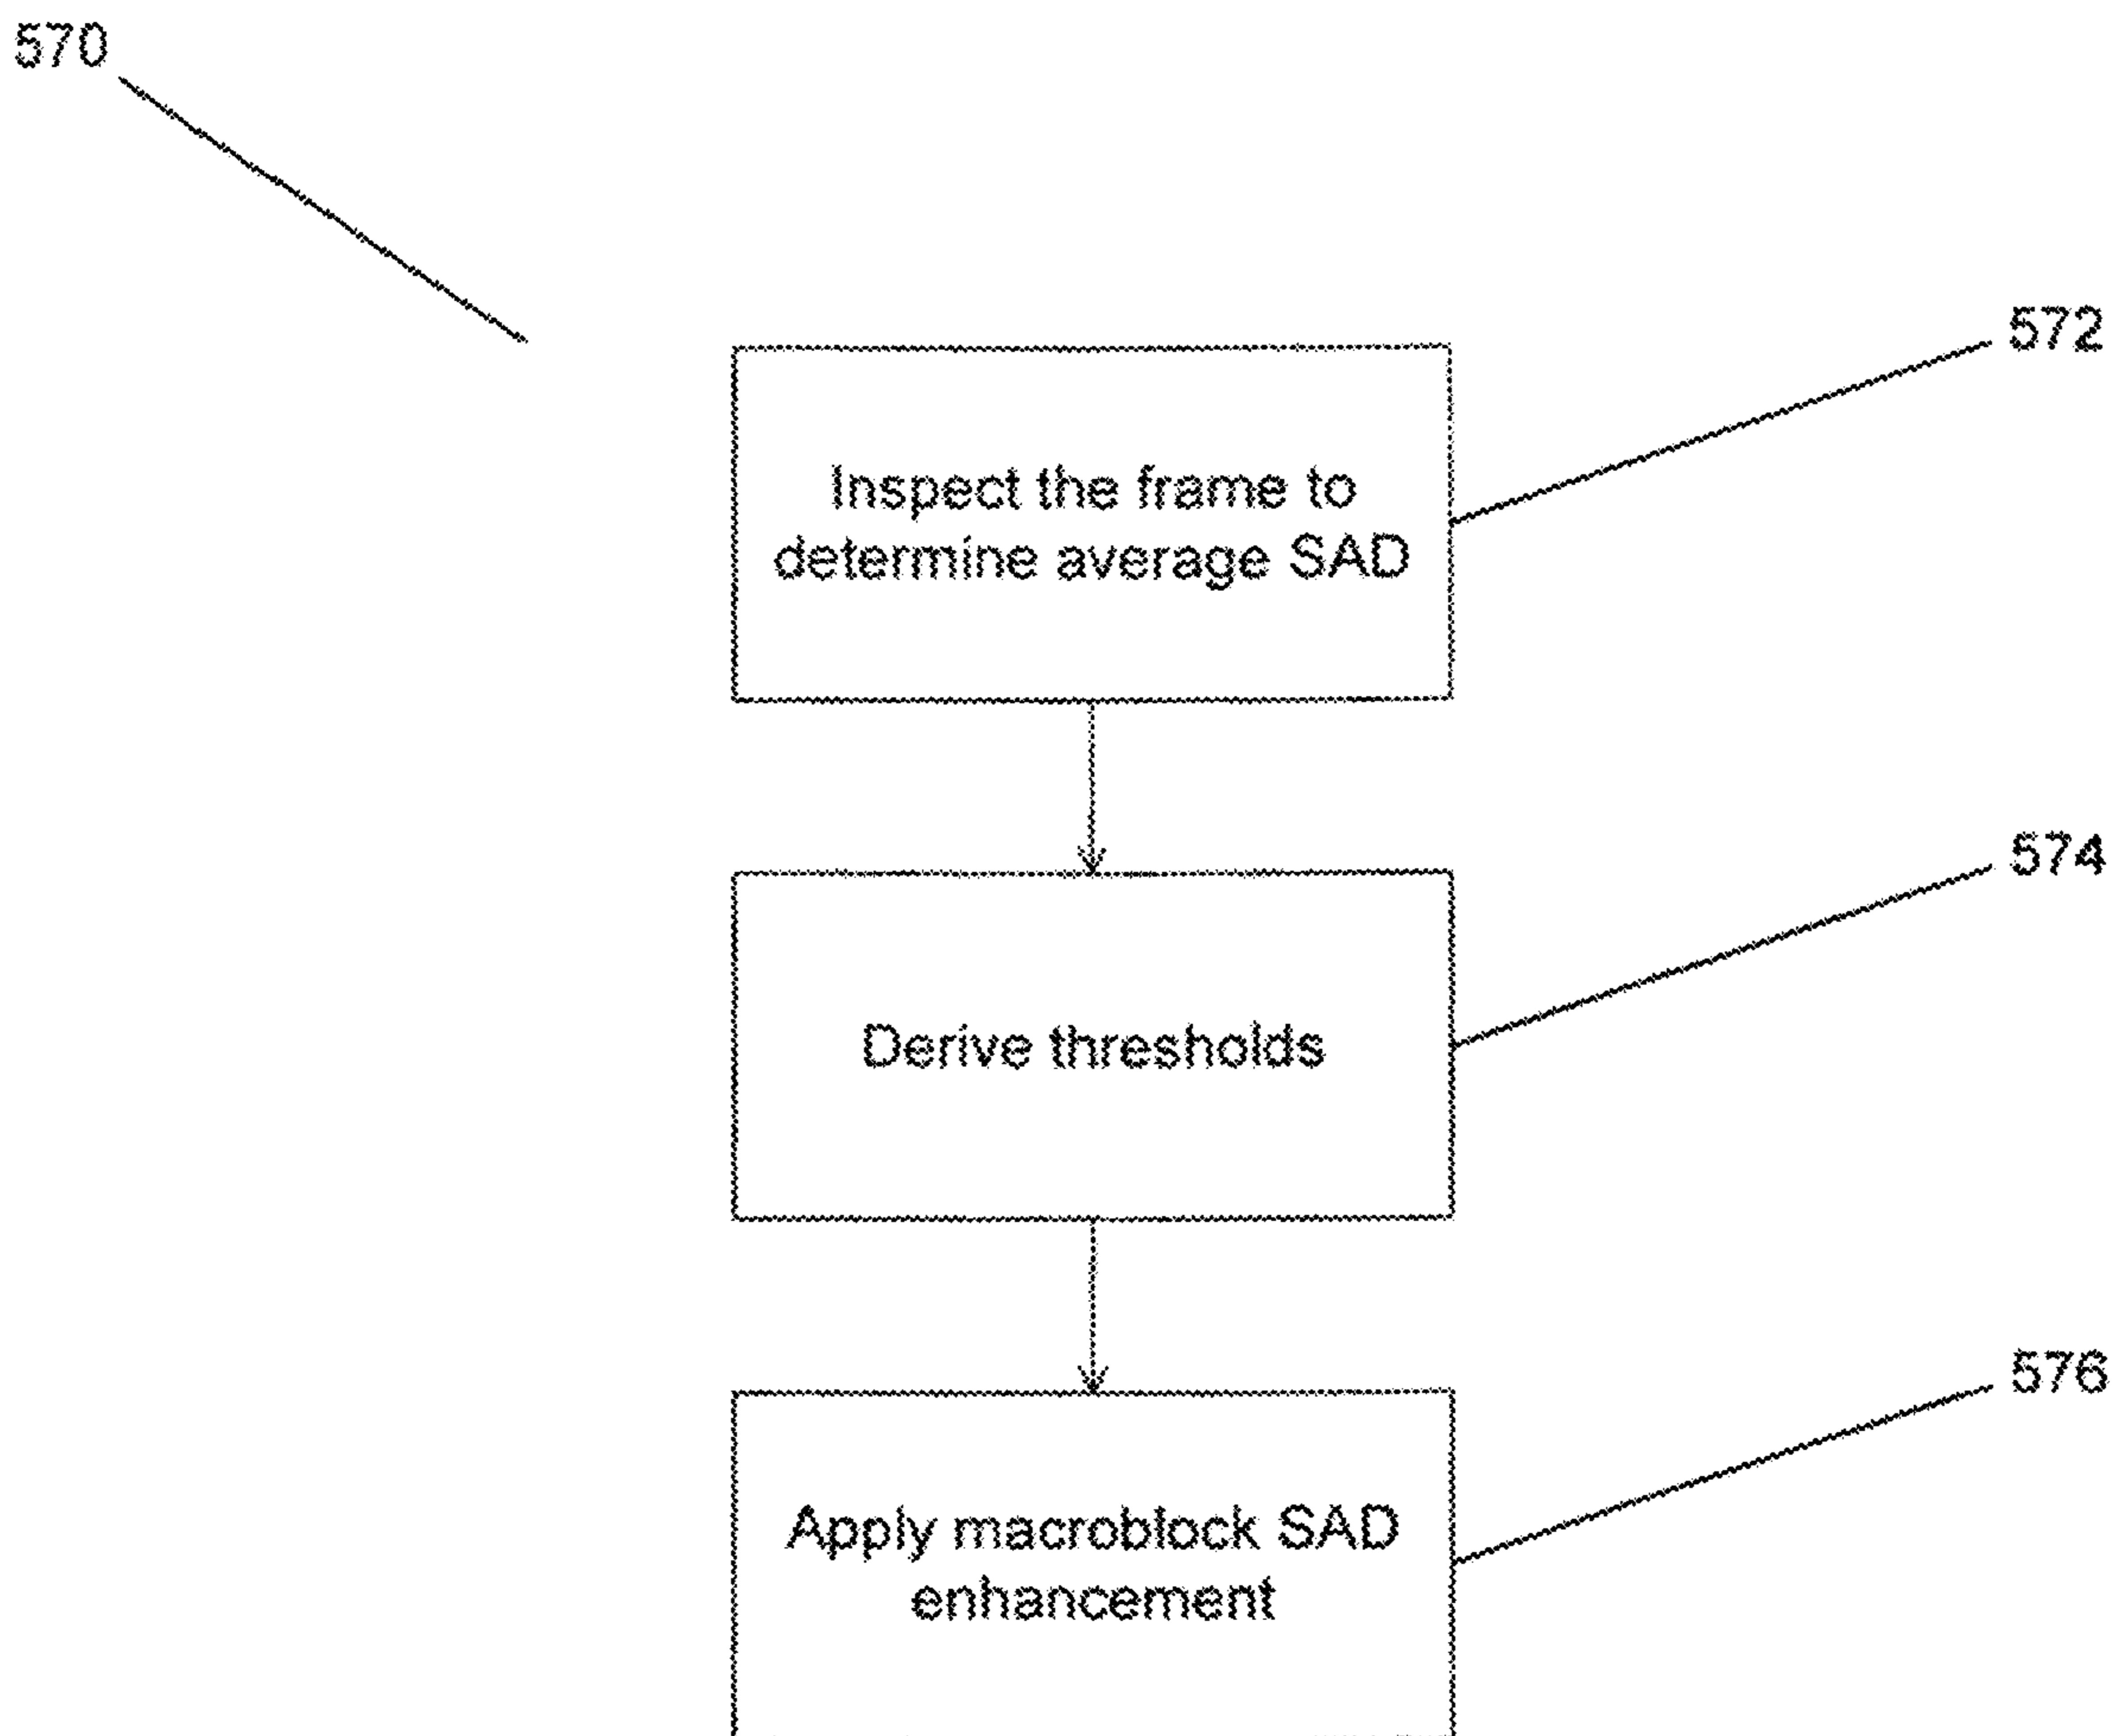 570
572
Inspect the frame to
determine average SAD
574
Derive thresholds
576
Apply macroblock SAD
enhancement